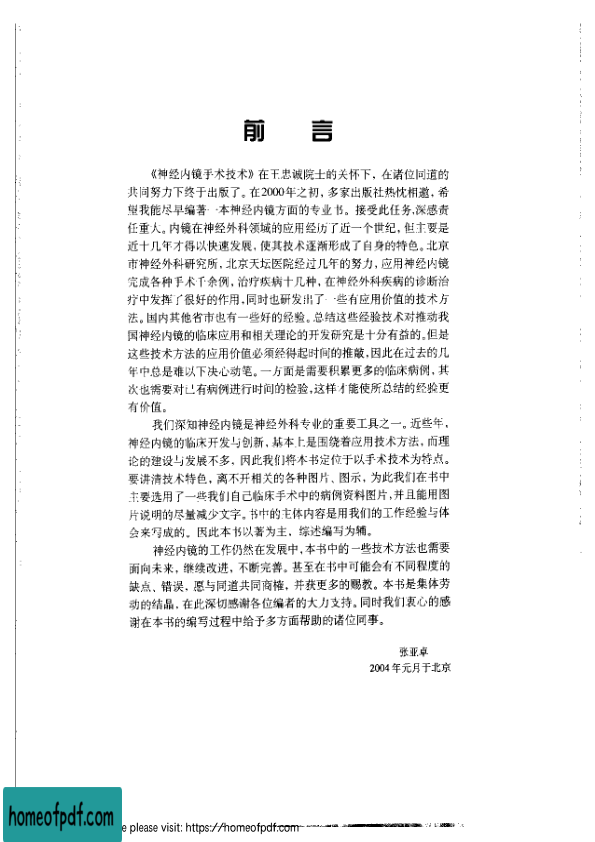 前 言
《神经内镜手术技术》在王忠诚院士的关怀下，在诸位同道的
共同努力下终于出版了。在2000年之初，多家出版社热忱相邀，希
望我能尽早编著一本神经内镜方面的专业书。接受此任务,深感责
任重大。内镜在神经外科领域的应用经历了近一个世纪，但主要是
近十几年才得以快速发展，使其技术逐渐形成了自身的特色。北京
市神经外科研究所，北京天坛医院经过几年的努力，应用神经内镜
完成各种手术千余例，治疗疾病十几种，在神经外科疾病的诊断治
疗中发挥了很好的作用，同时也研发出了一些有应用价值的技术方
法。国内其他省市也有一些好的经验。总结这些经验技术对推动我
国神经内镜的临床应用和相关理论的开发研究是十分有益的。但是
这些技术方法的应用价值必须经得起时间的推敲，因此在过去的几
年中总是难以下决心动笔。一方面是需要积累更多的临床病例，其
次也需要对已有病例进行时间的检验，这样才能使所总结的经验更
有价值。
我们深知神经内镜是神经外科专业的重要工具之一。近些年，
神经内镜的临床开发与创新，基本上是围绕着应用技术方法，而理
论的建设与发展不多，因此我们将本书定位于以手术技术为特点。
要讲清技术特色，离不开相关的各种图片、图示，为此我们在书中
主要选用了一些我们自己临床手术中的病例资料图片，并且能用图
片说明的尽量减少文字。书中的主体内容是用我们的工作经验与体
会来写成的。因此本书以著为主，综述编写为辅。
神经内镜的工作仍然在发展中，本书中的一些技术方法也需要
面向未来，继续改进，不断完善。甚至在书中可能会有不同程度的
缺点、错误，愿与同道共同商榷，并获更多的赐教。本书是集体劳
动的结晶，在此深切感谢各位编者的大力支持。同时我们衷心的感
谢在本书的编写过程中给予多方面帮助的诸位同事。
张亚卓
2004年元月于北京
homeofpdf.com
e please visit: https://homeofpdf.com